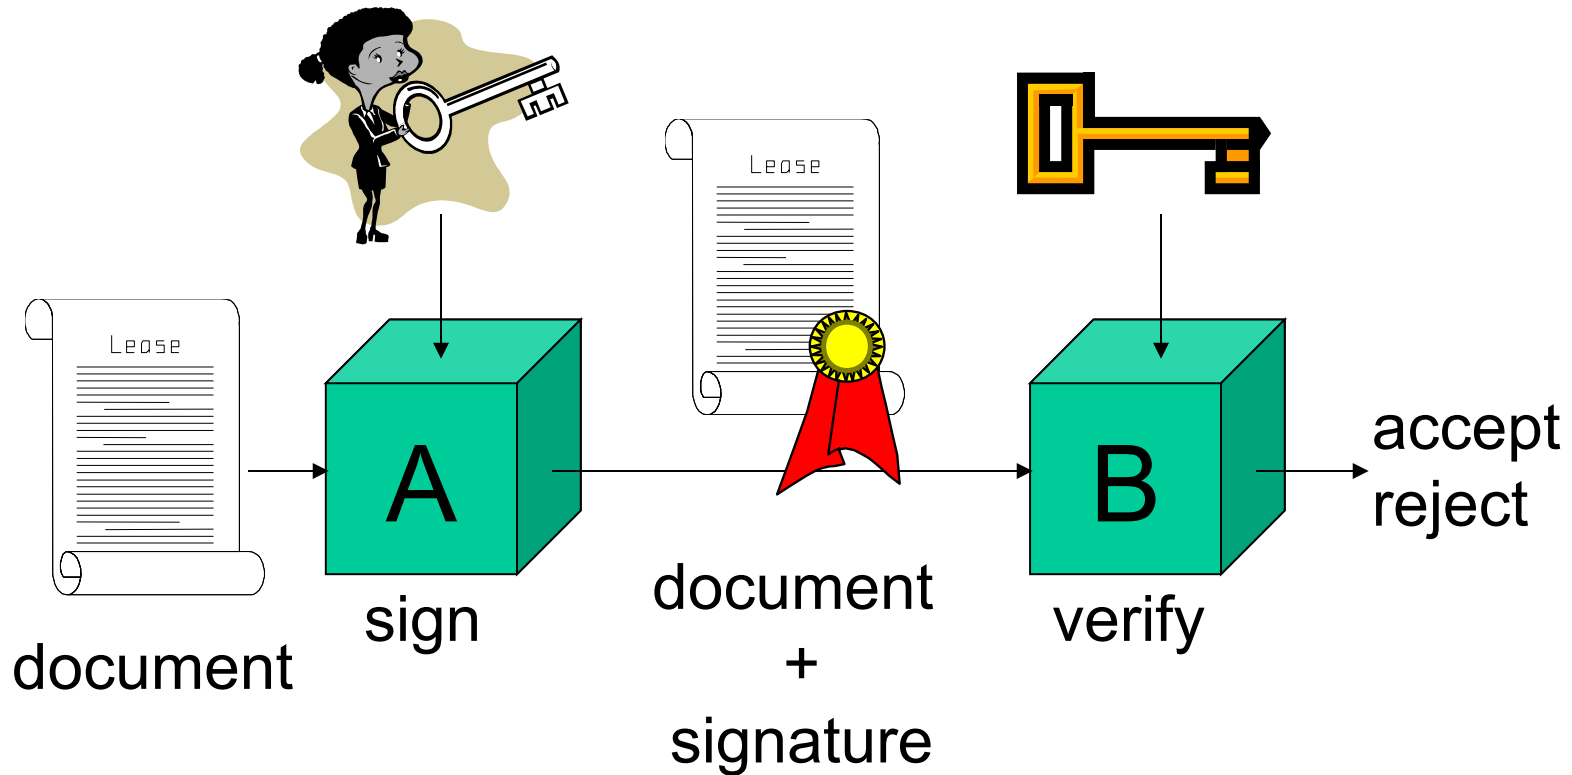 Lease
document
A
sign
Lease
document
+
signature
B
verify
accept
reject